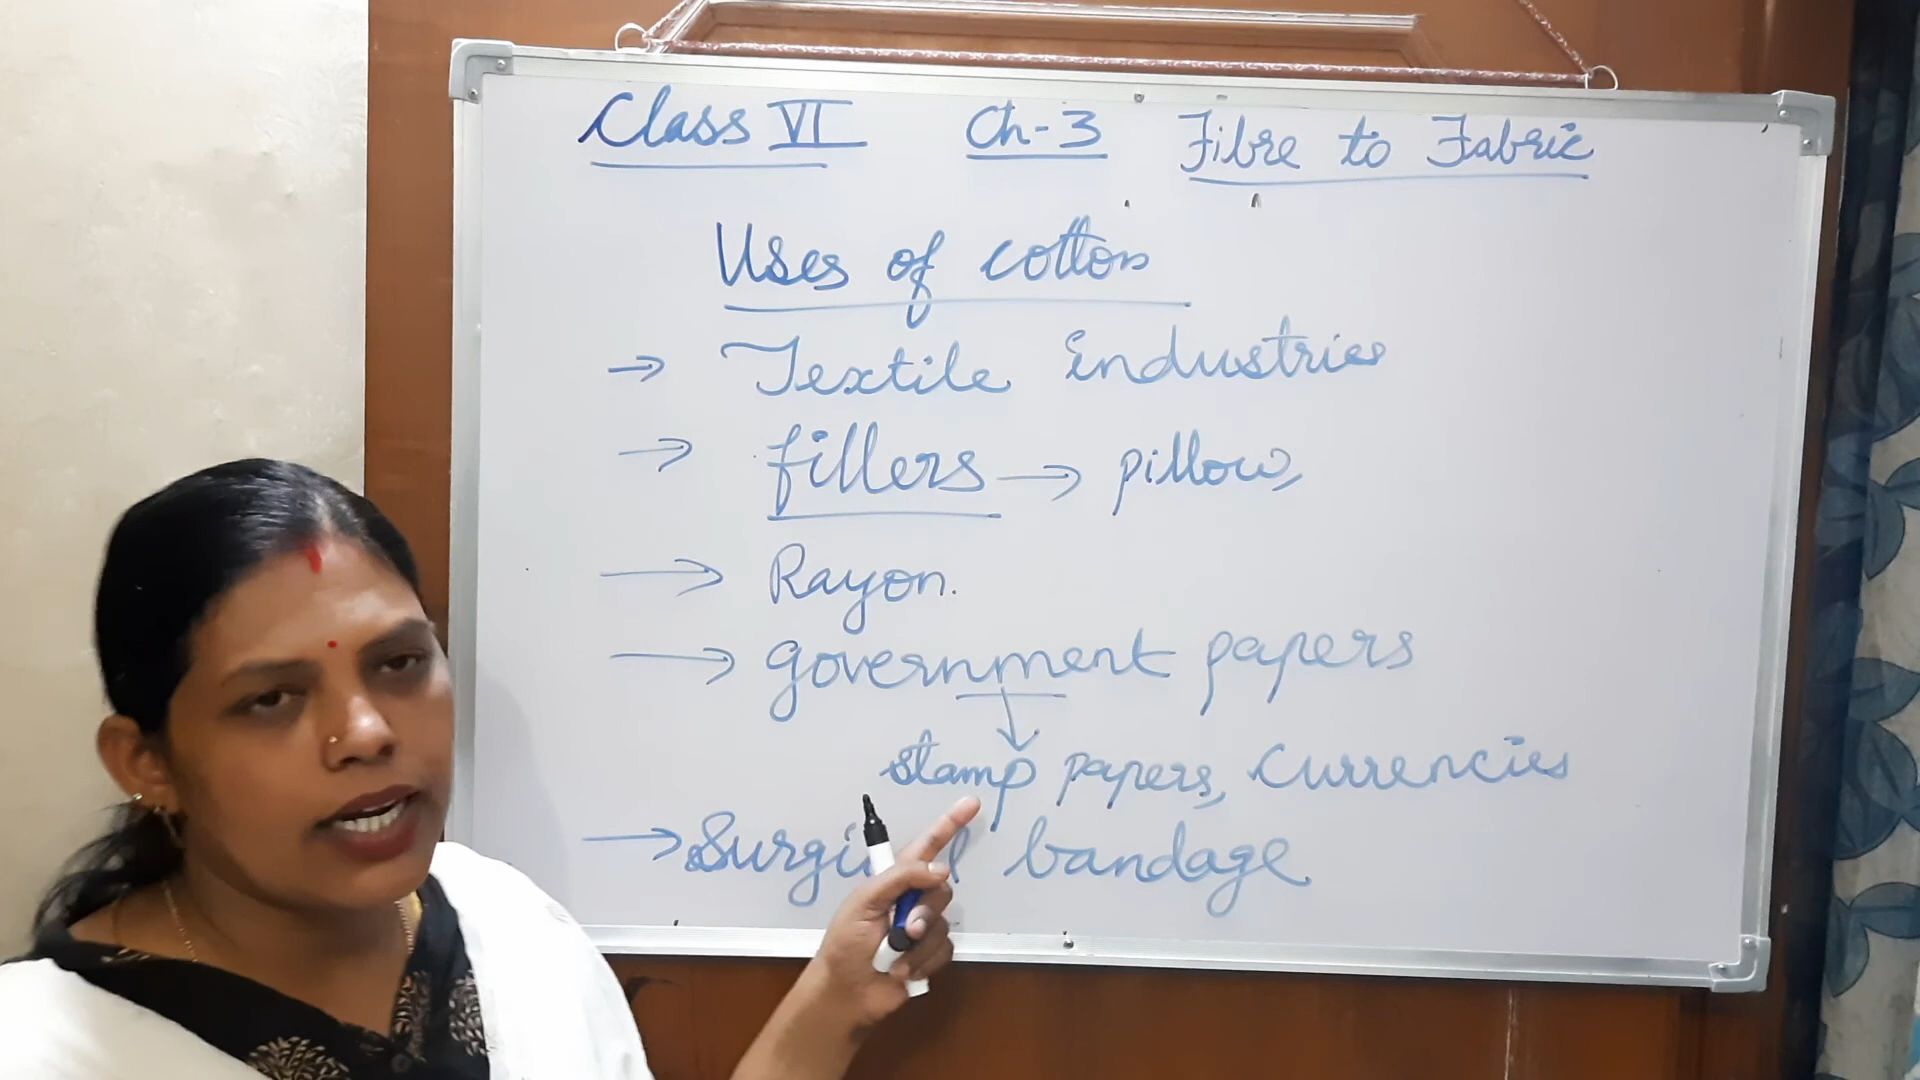 Class VI Ch-3 Fibre to Fabric
Uses of cotton
→ Textile industries
→ fillers → pillow,
→ Rayon.
→ government papers
↓
stamp papers, currencies
→ Surgical bandage